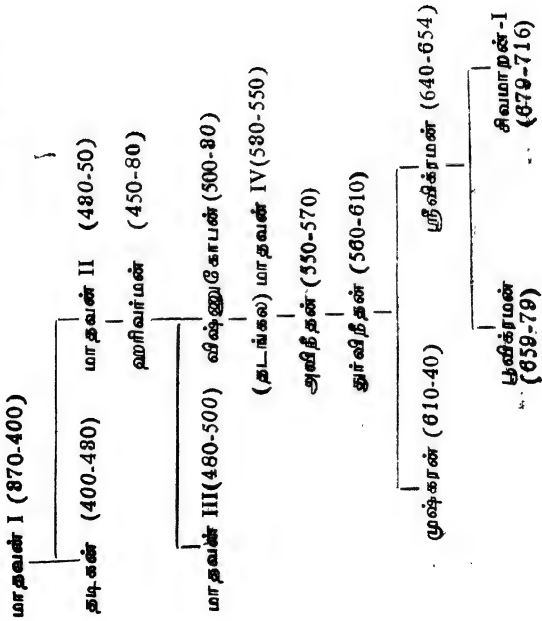 மாதவன் I (870-400)
தடிகன் (400-480)
மாதவன் II (480-50)
ஹரிவர்மன் (450-80)
மாதவன் III(480-500)
விஷ்ணுகோபன் (500-80)
(தடங்கல) மாதவன் IV(580-550)
அவிநீதன் (550-570)
துர்விநீதன் (560-610)
முஷ்கரன் (610-40)
ஸ்ரீவிக்ரமன் (640-654)
பூவிக்ரமன்
(659-79)
சிவமாறன்-I
(679-716)